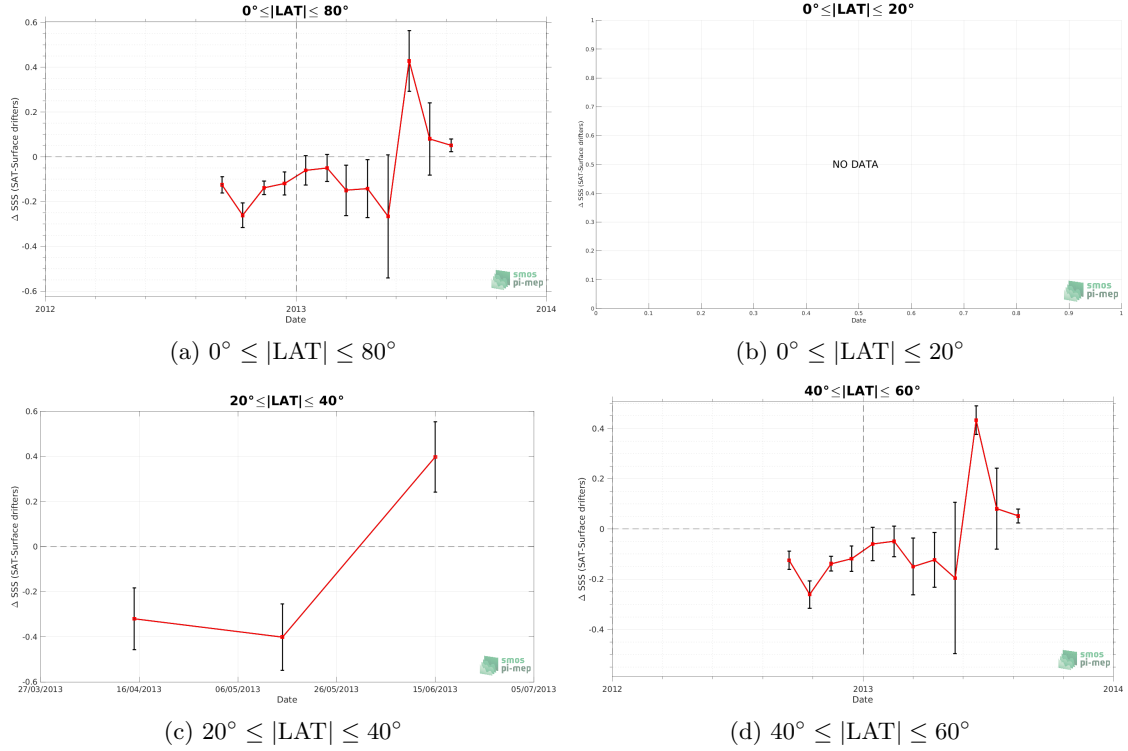 0°≤|LAT|≤ 80°
Δ SSS (SAT-Surface drifters)
0.6
0.4
0.2
0
-0.2
-0.4
-0.6
2012
2013
2014
Date
smos
pi-mep
(a) 0° ≤ |LAT| ≤ 80°
0°≤|LAT|≤ 20°
Δ SSS (SAT-Surface drifters)
1
0.9
0.8
0.7
0.6
0.5
0.4
0.3
0.2
0.1
0
NO DATA
0 0.1 0.2 0.3 0.4 0.5 0.6 0.7 0.8 0.9 1
Date
smos
pi-mep
(b) 0° ≤ |LAT| ≤ 20°
20°≤|LAT|≤ 40°
Δ SSS (SAT-Surface drifters)
0.6
0.4
0.2
0
-0.2
-0.4
-0.6
27/03/2013 16/04/2013 06/05/2013 26/05/2013 15/06/2013 05/07/2013
Date
smos
pi-mep
(c) 20° ≤ |LAT| ≤ 40°
40°≤|LAT|≤ 60°
Δ SSS (SAT-Surface drifters)
0.4
0.2
0
-0.2
-0.4
2012
2013
2014
Date
smos
pi-mep
(d) 40° ≤ |LAT| ≤ 60°